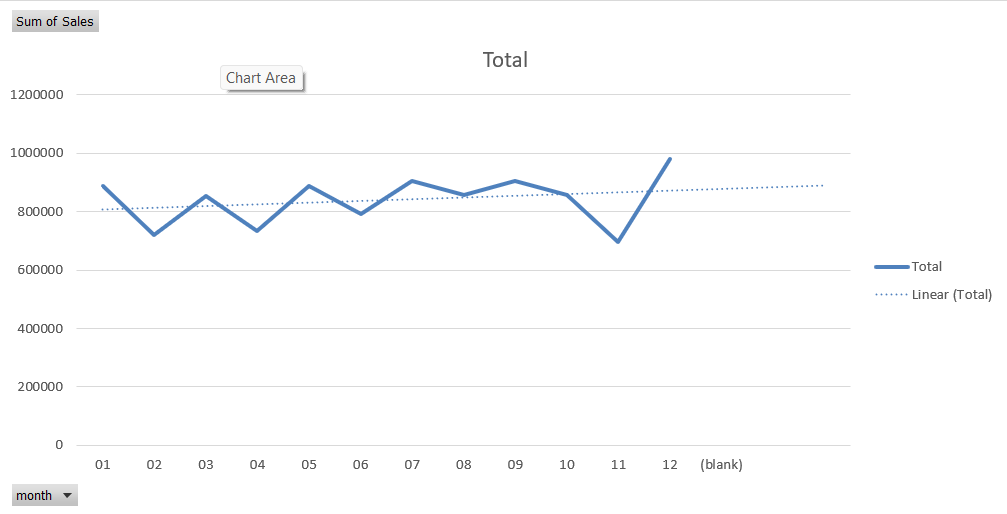 Sum of Sales
Total
Chart Area
1200000
1000000
800000
600000
400000
200000
0
01 02 03 04 05 06 07 08 09 10 11 12 (blank)
Total
Linear (Total)
month